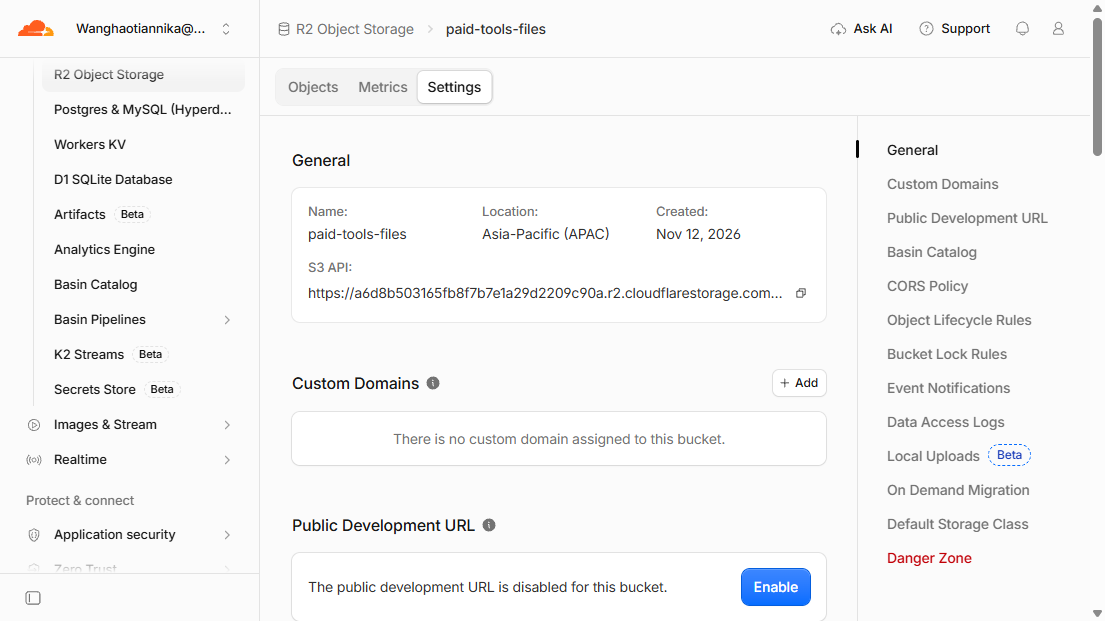 Wanghaotiannika@...
R2 Object Storage
Postgres & MySQL (Hyperd...
Workers KV
D1 SQLite Database
Artifacts Beta
Analytics Engine
Basin Catalog
Basin Pipelines
K2 Streams Beta
Secrets Store Beta
Images & Stream
Realtime
Protect & connect
Application security
Zero Trust
R2 Object Storage > paid-tools-files
Ask AI
Support
Objects Metrics Settings
General
Name: Location: Created:
paid-tools-files Asia-Pacific (APAC) Nov 12, 2026
S3 API:
https://a6d8b503165fb8f7b7e1a29d2209c90a.r2.cloudflarestorage.com...
Custom Domains
+ Add
There is no custom domain assigned to this bucket.
Public Development URL
The public development URL is disabled for this bucket.
Enable
General
Custom Domains
Public Development URL
Basin Catalog
CORS Policy
Object Lifecycle Rules
Bucket Lock Rules
Event Notifications
Data Access Logs
Local Uploads Beta
On Demand Migration
Default Storage Class
Danger Zone